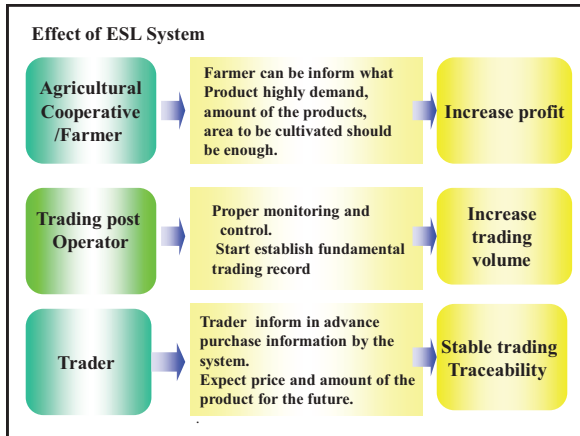 Effect of ESL System
Agricultural
Cooperative
/Farmer
Farmer can be inform what
Product highly demand,
amount of the products,
area to be cultivated should
be enough.
Increase profit
Trading post
Operator
Proper monitoring and
control.
Start establish fundamental
trading record
Increase
trading
volume
Trader
Trader inform in advance
purchase information by the
system.
Expect price and amount of the
product for the future.
.
Stable trading
Traceability